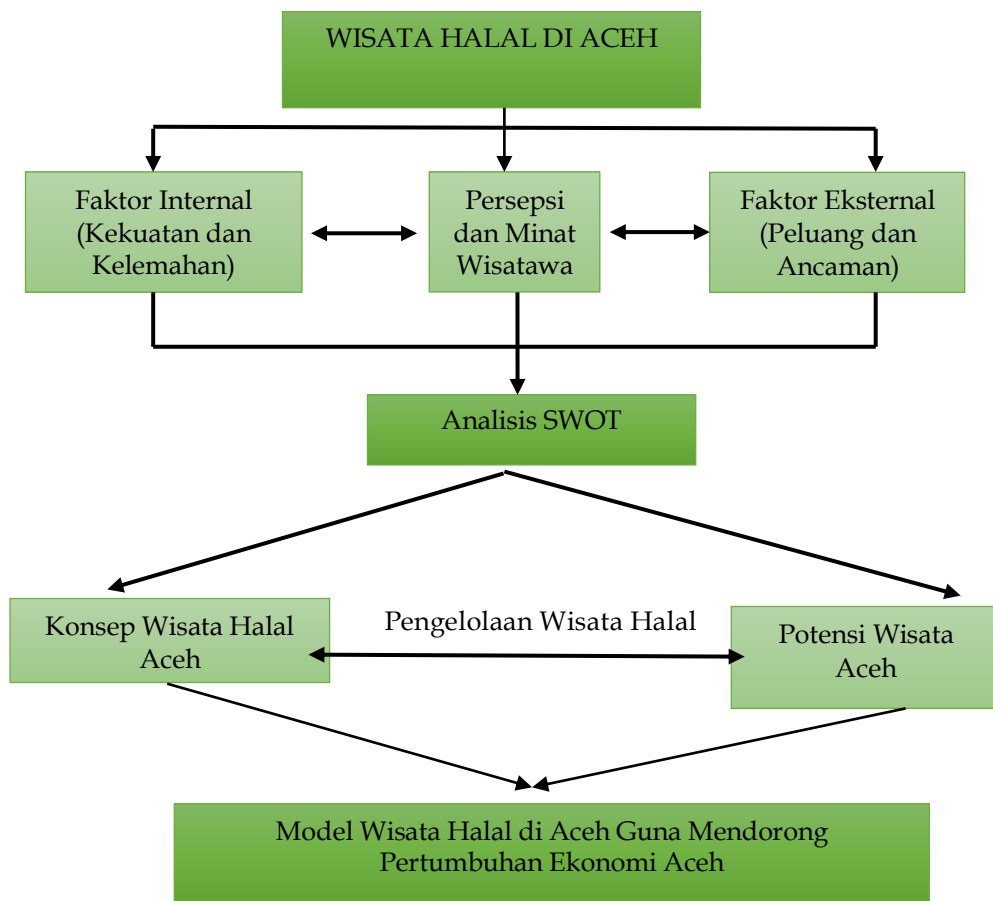 WISATA HALAL DI ACEH
Faktor Internal
(Kekuatan dan
Kelemahan)
Persepsi
dan Minat
Wisatawa
Faktor Eksternal
(Peluang dan
Ancaman)
Analisis SWOT
Konsep Wisata Halal
Aceh
Pengelolaan Wisata Halal
Potensi Wisata
Aceh
Model Wisata Halal di Aceh Guna Mendorong
Pertumbuhan Ekonomi Aceh